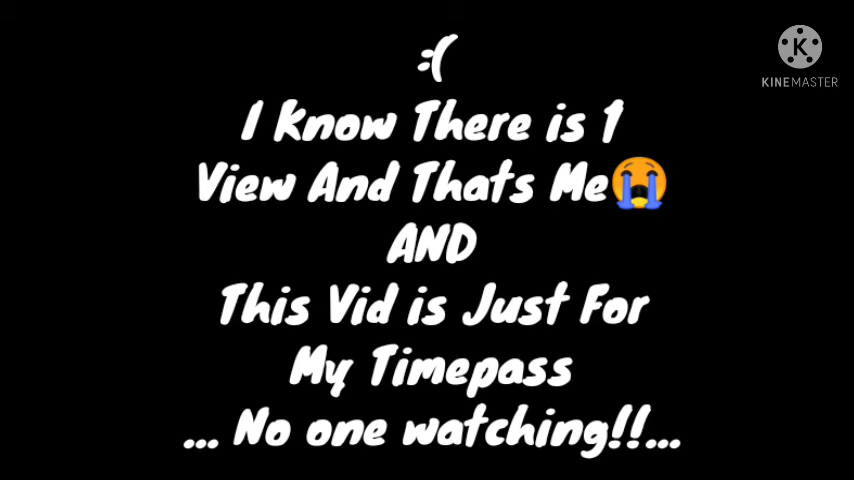 :(
I Know There is 1
View And Thats Me😭
AND
This Vid is Just For
My Timepass
... No one watching!!...
KINEMASTER